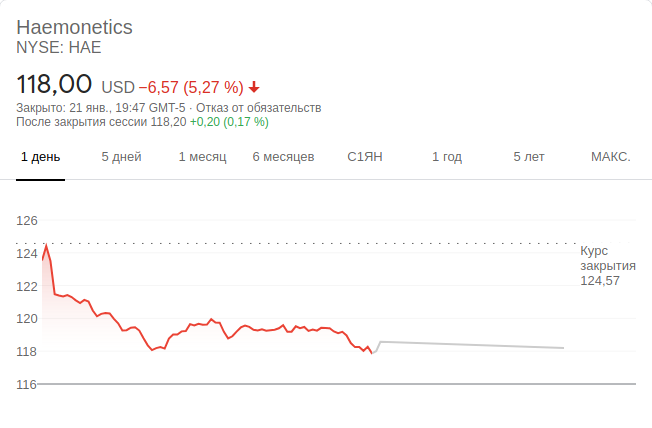 Haemonetics
NYSE: HAE
118,00 USD −6,57 (5,27 %)
Закрыто: 21 янв., 19:47 GMT-5 · Отказ от обязательств
После закрытия сессии 118,20 +0,20 (0,17 %)
1 день 5 дней 1 месяц 6 месяцев С1ЯН 1 год 5 лет МАКС.
126
124
122
120
118
116
Курс
закрытия
124,57